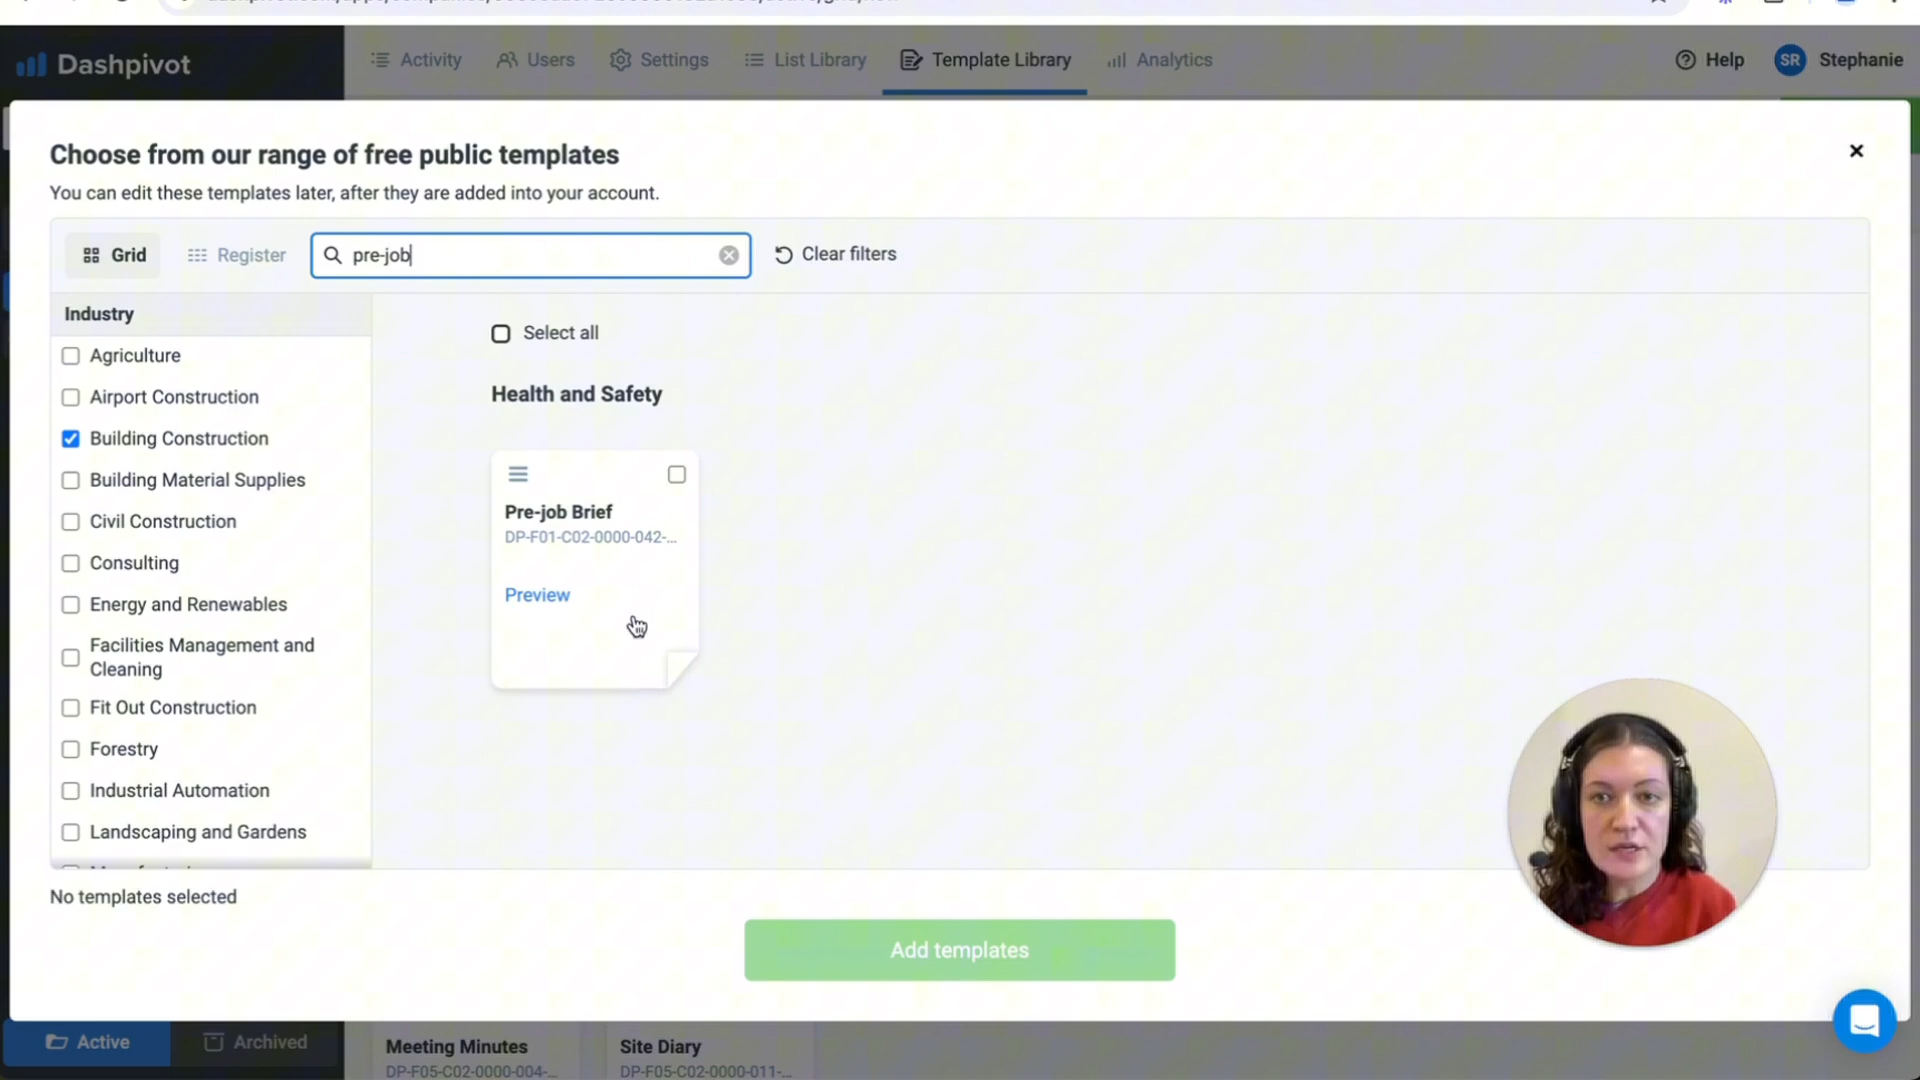 Dashpivot
Activity
Users
Settings
List Library
Template Library
Analytics
Help
SR
Stephanie
Choose from our range of free public templates
You can edit these templates later, after they are added into your account.
Grid
Register
pre-job
Clear filters
Industry
Agriculture
Airport Construction
Building Construction
Building Material Supplies
Civil Construction
Consulting
Energy and Renewables
Facilities Management and
Cleaning
Fit Out Construction
Forestry
Industrial Automation
Landscaping and Gardens
Select all
Health and Safety
Pre-job Brief
DP-F01-C02-0000-042-...
Preview
No templates selected
Add templates
Active
Archived
Meeting Minutes
DP-F05-C02-0000-004-...
Site Diary
DP-F05-C02-0000-011-...